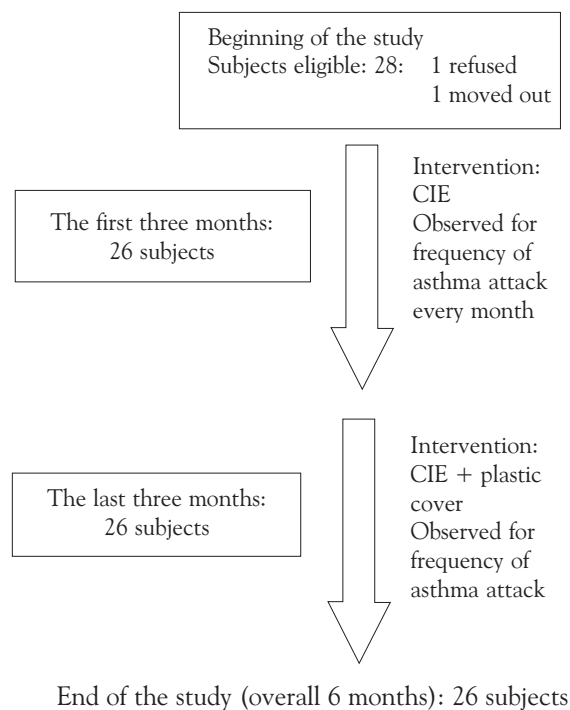 Beginning of the study
Subjects eligible: 28: 1 refused
1 moved out
Intervention:
CIE
Observed for
frequency of
asthma attack
every month
The first three months:
26 subjects
Intervention:
CIE + plastic
cover
Observed for
frequency of
asthma attack
The last three months:
26 subjects
End of the study (overall 6 months): 26 subjects